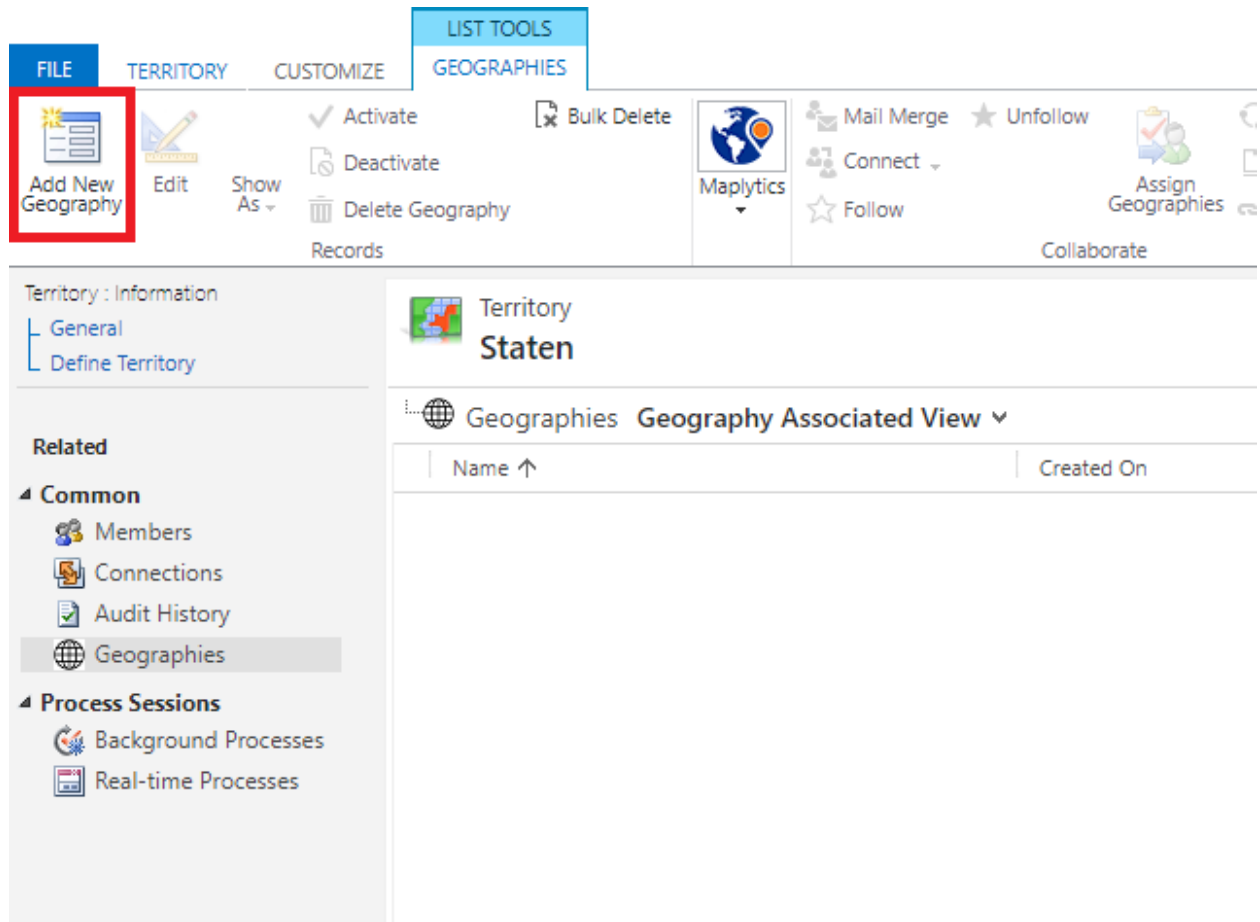 LIST TOOLS
FILE TERRITORY CUSTOMIZE GEOGRAPHIES
Add New
Geography
Edit
Show
As
Activate
Deactivate
Delete Geography
Bulk Delete
Records
Maplytics
Mail Merge
Connect
Follow
Unfollow
Assign
Geographies
Collaborate
Territory : Information
General
Define Territory
Related
Common
Members
Connections
Audit History
Geographies
Process Sessions
Background Processes
Real-time Processes
Territory
Staten
Geographies Geography Associated View
Name Created On